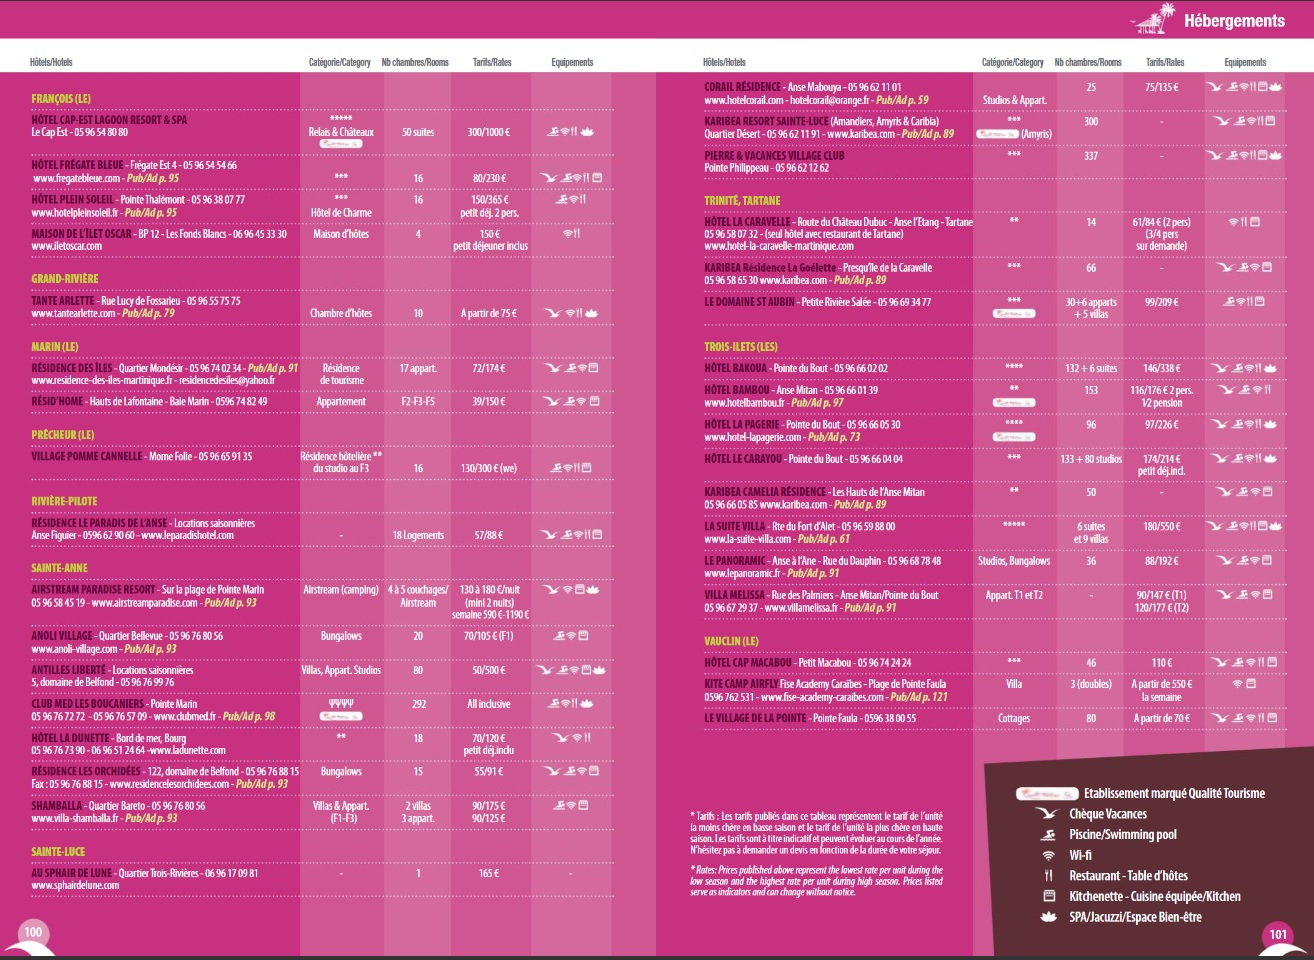 Hébergements
Hôtels/Hotels Catégorie/Category Nb chambres/Rooms Tarifs/Rates Equipements
FRANÇOIS (LE)
HÔTEL CAP-EST LAGOON RESORT & SPA *****
Le Cap Est - 05 96 54 80 80 Relais & Châteaux 50 suites 300/1000 €
HÔTEL FRÉGATE BLEUE - Frégate Est 4 - 05 96 54 54 66
www.fregatebleue.com - Pub/Ad p. 95 *** 16 80/230 €
HÔTEL PLEIN SOLEIL - Pointe Thalémont - 05 96 38 07 77 *** 16 150/365 €
www.hotelpleinsoleil.fr - Pub/Ad p. 95 Hôtel de Charme petit déj. 2 pers.
MAISON DE L'ÎLET OSCAR - BP 12 - Les Fonds Blancs - 06 96 45 33 30 Maison d'hôtes 4 150 €
www.iletoscar.com petit déjeuner inclus
GRAND-RIVIÈRE
TANTE ARLETTE - Rue Lucy de Fossarieu - 05 96 55 75 75
www.tantearlette.com - Pub/Ad p. 79 Chambre d'hôtes 10 A partir de 75 €
MARIN (LE)
RÉSIDENCE DES ÎLES - Quartier Mondésir - 05 96 74 02 34 - Pub/Ad p. 91 Résidence 17 appart. 72/174 €
www.residence-des-iles-martinique.fr - residencedesiles@yahoo.fr de tourisme
RÉSID'HOME - Hauts de Lafontaine - Baie Marin - 0596 74 82 49 Appartement F2-F3-F5 39/150 €
PRÊCHEUR (LE)
VILLAGE POMME CANNELLE - Morne Folie - 05 96 65 91 35 Résidence hôtelière **
du studio au F3 16 130/300 € (we)
RIVIÈRE-PILOTE
RÉSIDENCE LE PARADIS DE L'ANSE - Locations saisonnières
Anse Figuier - 0596 62 90 60 - www.leparadishotel.com - 18 Logements 57/88 €
SAINTE-ANNE
AIRSTREAM PARADISE RESORT - Sur la plage de Pointe Marin Airstream (camping) 4 à 5 couchages/ 130 à 180 €/nuit
05 96 58 45 19 - www.airstreamparadise.com - Pub/Ad p. 93 Airstream (mini 2 nuits)
semaine 590 €-1190 €
ANOLI VILLAGE - Quartier Bellevue - 05 96 76 80 56 Bungalows 20 70/105 € (F1)
www.anoli-village.com - Pub/Ad p. 93
ANTILLES LIBERTÉ - Locations saisonnières Villas, Appart. Studios 80 50/500 €
5, domaine de Belfond - 05 96 76 99 76
CLUB MED LES BOUCANIERS - Pointe Marin ΨΨΨΨ 292 All inclusive
05 96 76 72 72 - 05 96 76 57 09 - www.clubmed.fr - Pub/Ad p. 98
HÔTEL LA DUNETTE - Bord de mer, Bourg ** 18 70/120 €
05 96 76 73 90 - 06 96 51 24 64 -www.ladunette.com petit déj.inclu
RÉSIDENCE LES ORCHIDÉES - 122, domaine de Belfond - 05 96 76 88 15 Bungalows 15 55/91 €
Fax : 05 96 76 88 15 - www.residencelesorchidees.com - Pub/Ad p. 93
SHAMBALLA - Quartier Bareto - 05 96 76 80 56 Villas & Appart. 2 villas 90/175 €
www.villa-shamballa.fr - Pub/Ad p. 93 (F1-F3) 3 appart. 90/125 €
SAINTE-LUCE
AU SPHAIR DE LUNE - Quartier Trois-Rivières - 06 96 17 09 81 - 1 165 € -
www.sphairdelune.com
100
Hôtels/Hotels Catégorie/Category Nb chambres/Rooms Tarifs/Rates Equipements
CORAIL RÉSIDENCE - Anse Mabouya - 05 96 62 11 01 25 75/135 €
www.hotelcorail.com - hotelcorail@orange.fr - Pub/Ad p. 59 Studios & Appart.
KARIBEA RESORT SAINTE-LUCE (Amandiers, Amyris & Caribia) *** 300 -
Quartier Désert - 05 96 62 11 91 - www.karibea.com - Pub/Ad p. 89 (Amyris)
PIERRE & VACANCES VILLAGE CLUB *** 337 -
Pointe Philippeau - 05 96 62 12 62
TRINITÉ, TARTANE
HÔTEL LA CARAVELLE - Route du Château Dubuc - Anse l'Etang - Tartane ** 14 61/84 € (2 pers)
05 96 58 07 32 - (seul hôtel avec restaurant de Tartane) (3/4 pers
www.hotel-la-caravelle-martinique.com sur demande)
KARIBEA Résidence La Goélette - Presqu'île de la Caravelle *** 66 -
05 96 58 65 30 www.karibea.com - Pub/Ad p. 89
LE DOMAINE ST AUBIN - Petite Rivière Salée - 05 96 69 34 77 *** 30+6 apparts 99/209 €
+ 5 villas
TROIS-ILETS (LES)
HÔTEL BAKOUA - Pointe du Bout - 05 96 66 02 02 **** 132 + 6 suites 146/338 €
HÔTEL BAMBOU - Anse Mitan - 05 96 66 01 39 ** 153 116/176 € 2 pers.
www.hotelbambou.fr - Pub/Ad p. 97 1/2 pension
HÔTEL LA PAGERIE - Pointe du Bout - 05 96 66 05 30 **** 96 97/226 €
www.hotel-lapagerie.com - Pub/Ad p. 73
HÔTEL LE CARAYOU - Pointe du Bout - 05 96 66 04 04 *** 133 + 80 studios 174/214 €
petit déj.incl.
KARIBEA CAMELIA RÉSIDENCE - Les Hauts de l'Anse Mitan ** 50 -
05 96 66 05 85 www.karibea.com - Pub/Ad p. 89
LA SUITE VILLA - Rte du Fort d'Alet - 05 96 59 88 00 ***** 6 suites 180/550 €
www.la-suite-villa.com - Pub/Ad p. 61 et 9 villas
LE PANORAMIC - Anse à l'Ane - Rue du Dauphin - 05 96 68 78 48 Studios, Bungalows 36 88/192 €
www.lepanoramic.fr - Pub/Ad p. 91
VILLA MELISSA - Rue des Palmiers - Anse Mitan/Pointe du Bout Appart. T1 et T2 - 90/147 € (T1)
05 96 67 29 37 - www.villamelissa.fr - Pub/Ad p. 91 120/177 € (T2)
VAUCLIN (LE)
HÔTEL CAP MACABOU - Petit Macabou - 05 96 74 24 24 *** 46 110 €
KITE CAMP AIRFLY Fise Academy Caraïbes - Plage de Pointe Faula Villa 3 (doubles) A partir de 550 €
0596 762 531 - www.fise-academy-caraibes.com - Pub/Ad p. 121 la semaine
LE VILLAGE DE LA POINTE - Pointe Faula - 0596 38 00 55 Cottages 80 A partir de 70 €
* Tarifs : Les tarifs publiés dans ce tableau représentent le tarif de l'unité
la moins chère en basse saison et le tarif de l'unité la plus chère en haute
saison. Les tarifs sont à titre indicatif et peuvent évoluer au cours de l'année.
N'hésitez pas à demander un devis en fonction de la durée de votre séjour.
* Rates: Prices published above represent the lowest rate per unit during the
low season and the highest rate per unit during high season. Prices listed
serve as indicators and can change without notice.
Etablissement marqué Qualité Tourisme
Chèque Vacances
Piscine/Swimming pool
Wi-fi
Restaurant - Table d'hôtes
Kitchenette - Cuisine équipée/Kitchen
SPA/Jacuzzi/Espace Bien-être
101